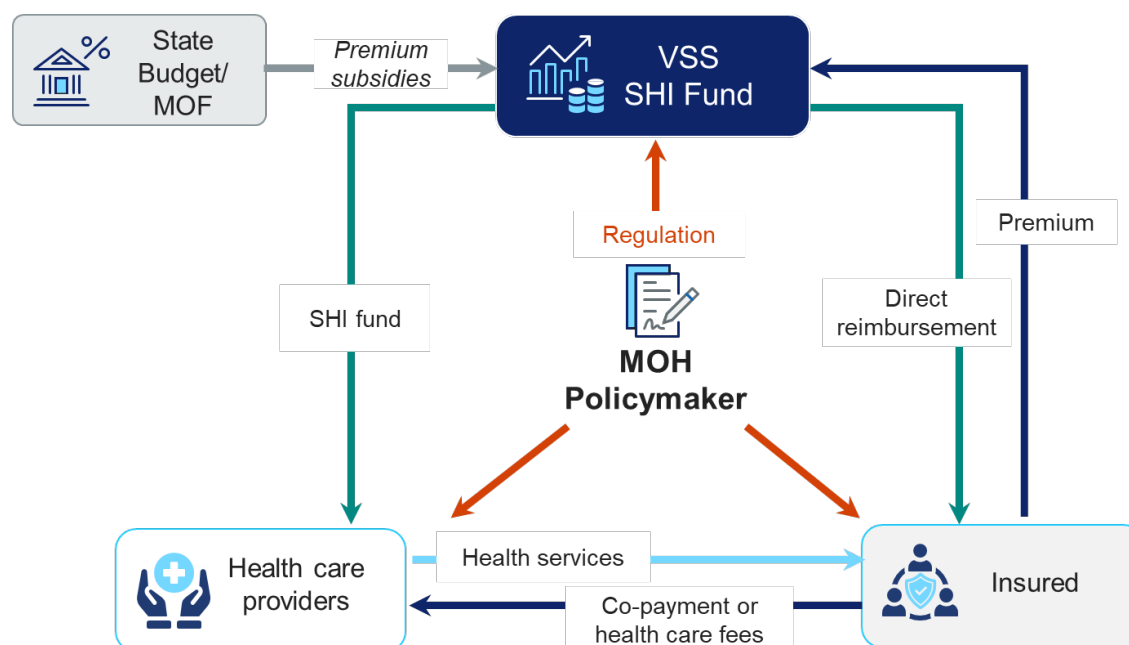 State
Budget/
MOF
Premium
subsidies
VSS
SHI Fund
Regulation
Premium
SHI fund
Direct
reimbursement
MOH
Policymaker
Health care
providers
Health services
Co-payment or
health care fees
Insured